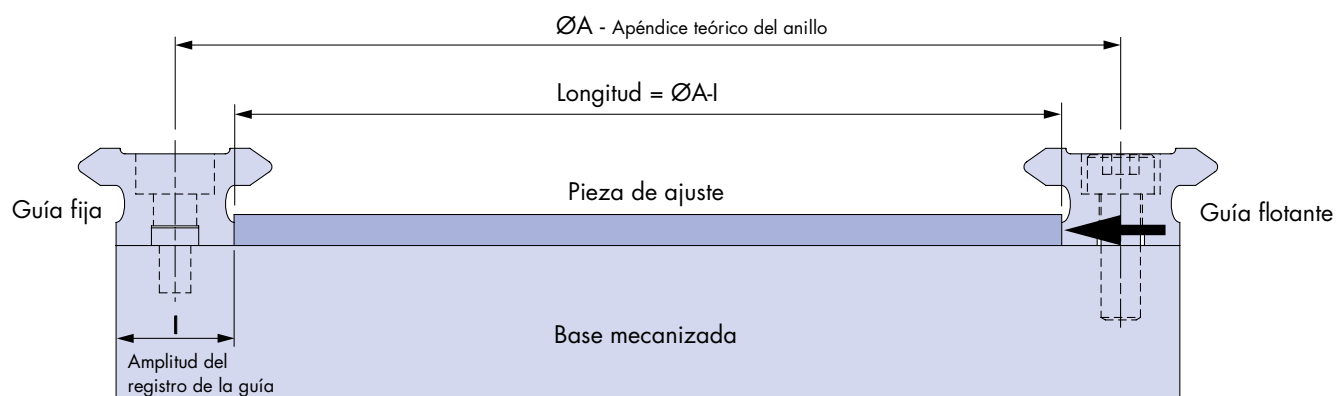 ØA - Apéndice teórico del anillo
Longitud = ØA-I
Guía fija
Pieza de ajuste
Guía flotante
I
Base mecanizada
Amplitud del
registro de la guía